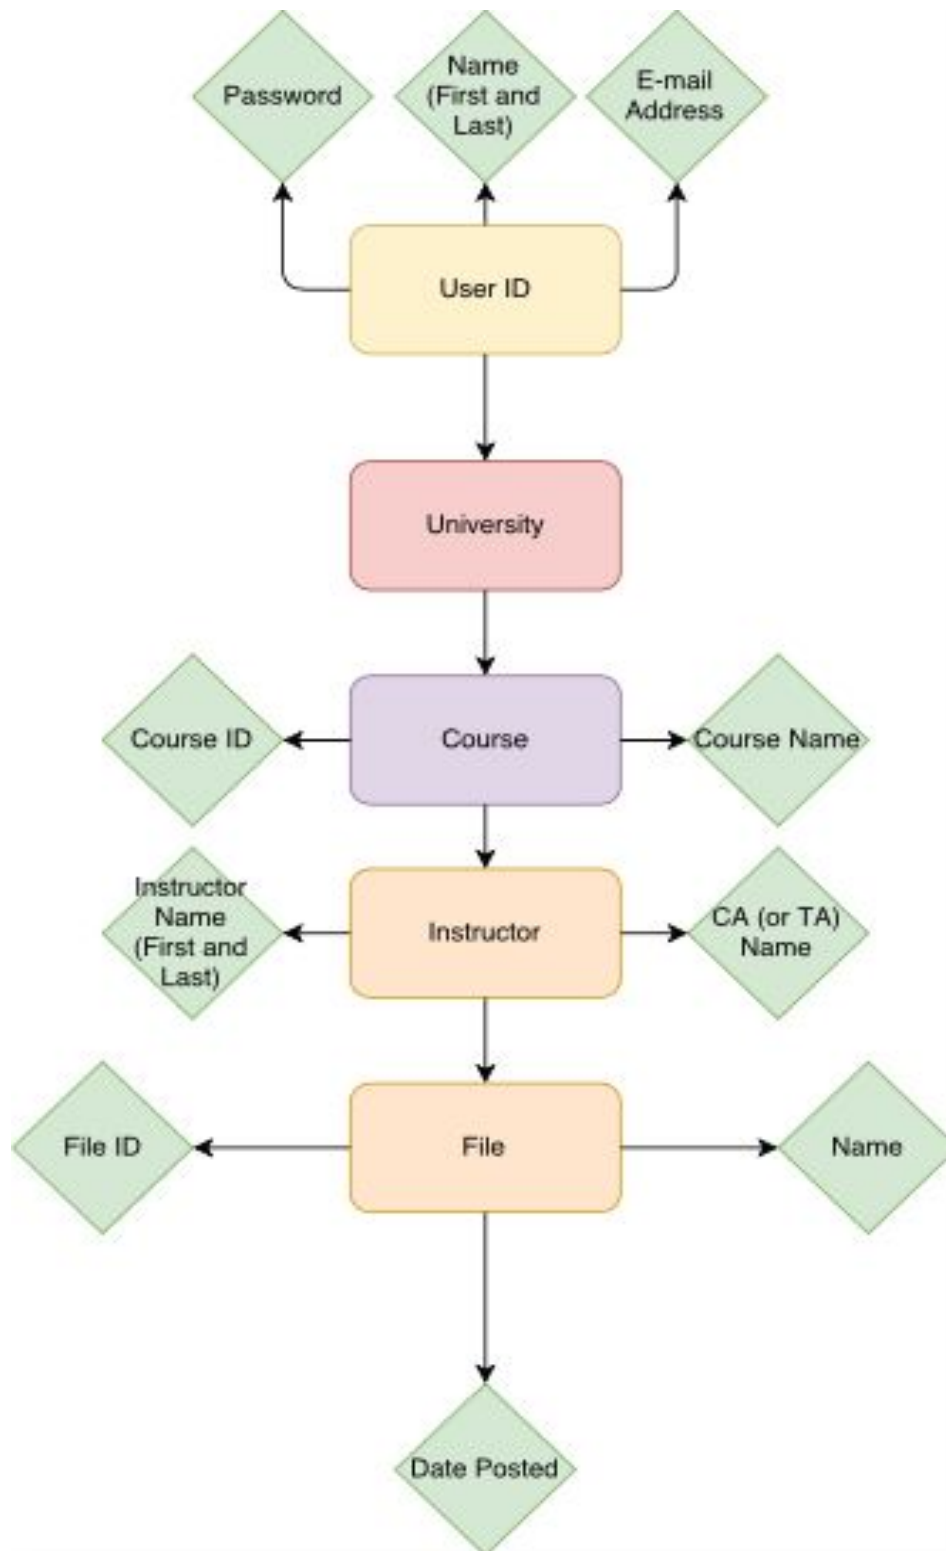 Password
Name
(First and
Last)
E-mail
Address
User ID
University
Course ID
Course
Course Name
Instructor
Name
(First and
Last)
Instructor
CA (or TA)
Name
File ID
File
Name
Date Posted